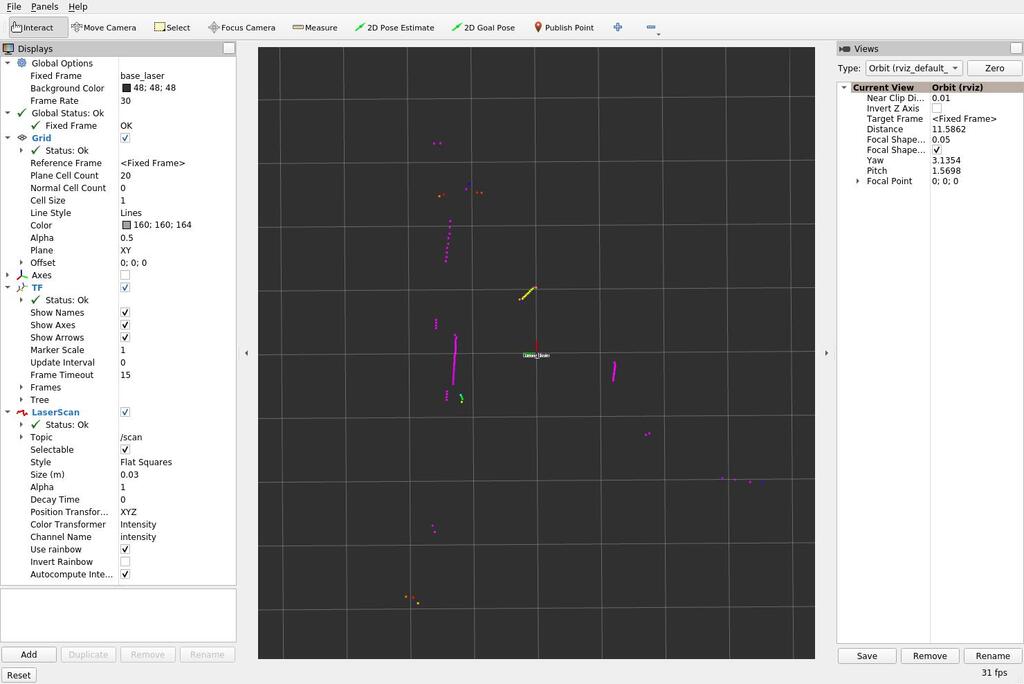 File Panels Help
Interact Move Camera Select Focus Camera Measure 2D Pose Estimate 2D Goal Pose Publish Point
Displays
Global Options
Fixed Frame base_laser
Background Color 48; 48; 48
Frame Rate 30
Global Status: Ok
Fixed Frame OK
Grid
Status: Ok
Reference Frame <Fixed Frame>
Plane Cell Count 20
Normal Cell Count 0
Cell Size 1
Line Style Lines
Color 160; 160; 164
Alpha 0.5
Plane XY
Offset 0; 0; 0
Axes
TF
Status: Ok
Show Names
Show Axes
Show Arrows
Marker Scale 1
Update Interval 0
Frame Timeout 15
Frames
Tree
LaserScan
Status: Ok
Topic /scan
Selectable
Style Flat Squares
Size (m) 0.03
Alpha 1
Decay Time 0
Position Transfor... XYZ
Color Transformer Intensity
Channel Name intensity
Use rainbow
Invert Rainbow
Autocompute Inte...
Add Duplicate Remove Rename
Reset
Views
Type: Orbit (rviz_default_ Zero
Current View Orbit (rviz)
Near Clip Di... 0.01
Invert Z Axis
Target Frame <Fixed Frame>
Distance 11.5862
Focal Shape... 0.05
Focal Shape...
Yaw 3.1354
Pitch 1.5698
Focal Point 0; 0; 0
Save Remove Rename
31 fps